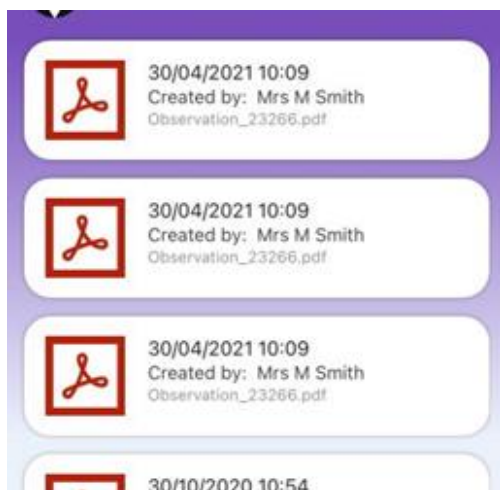 30/04/2021 10:09
Created by: Mrs M Smith
Observation_23266.pdf
30/04/2021 10:09
Created by: Mrs M Smith
Observation_23266.pdf
30/04/2021 10:09
Created by: Mrs M Smith
Observation_23266.pdf
30/10/2020 10:54